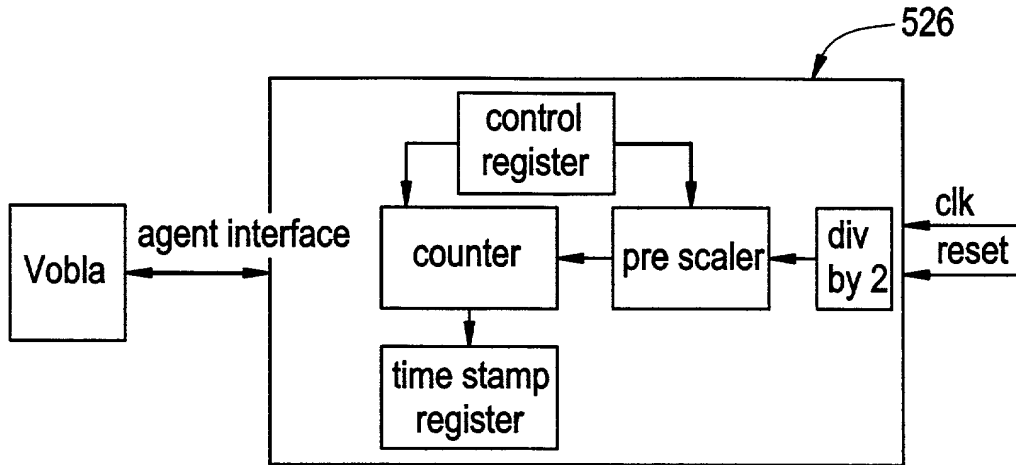 526
control
register
Vobla
agent interface
counter
pre scaler
div
by 2
clk
reset
time stamp
register